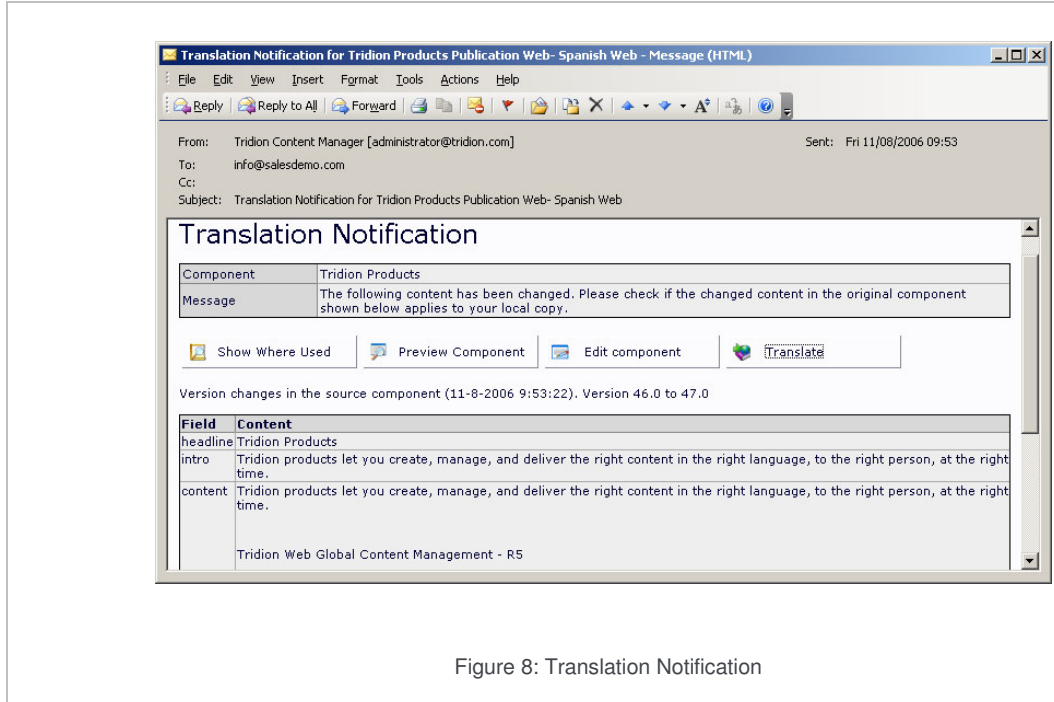 Translation Notification for Tridion Products Publication Web- Spanish Web - Message (HTML)
File Edit View Insert Format Tools Actions Help
Reply Reply to All Forward
From: Tridion Content Manager [administrator@tridion.com] Sent: Fri 11/08/2006 09:53
To: info@salesdemo.com
Cc:
Subject: Translation Notification for Tridion Products Publication Web- Spanish Web
Translation Notification
Component Tridion Products
Message The following content has been changed. Please check if the changed content in the original component
shown below applies to your local copy.
Show Where Used Preview Component Edit component Translate
Version changes in the source component (11-8-2006 9:53:22). Version 46.0 to 47.0
Field Content
headline Tridion Products
intro Tridion products let you create, manage, and deliver the right content in the right language, to the right person, at the right
time.
content Tridion products let you create, manage, and deliver the right content in the right language, to the right person, at the right
time.
Tridion Web Global Content Management - R5
Figure 8: Translation Notification